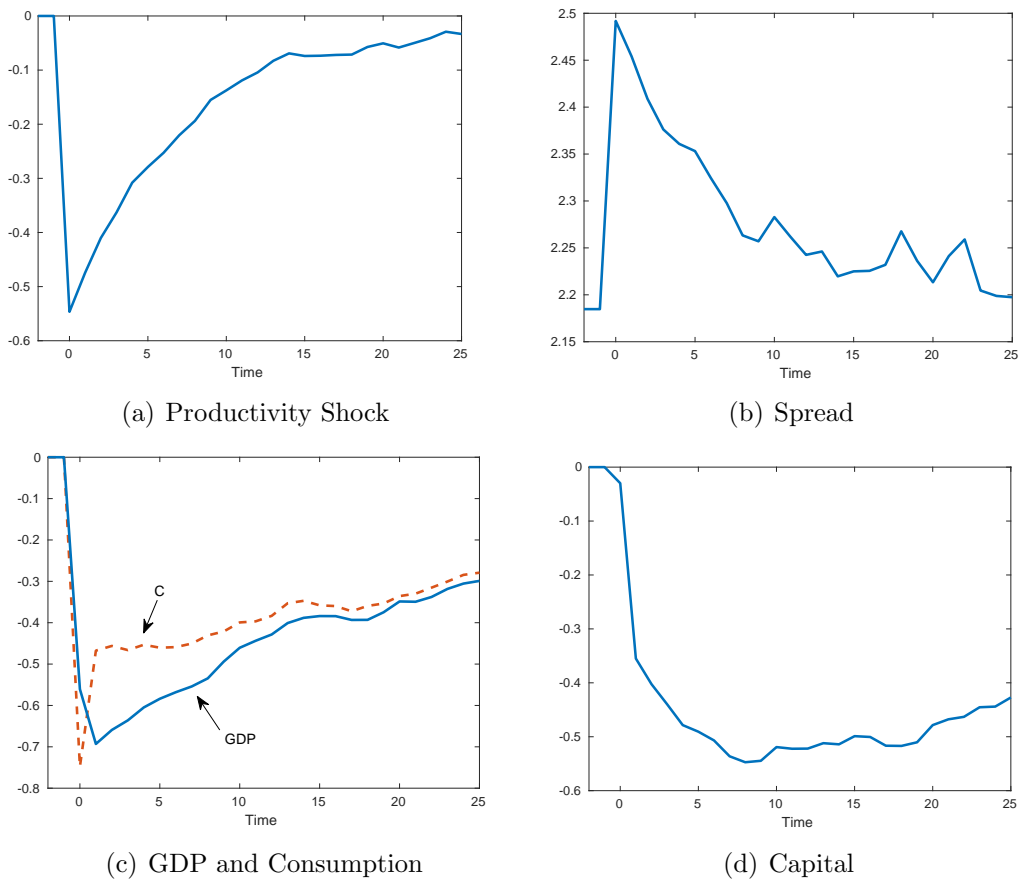 0
-0.1
-0.2
-0.3
-0.4
-0.5
-0.6
0 5 10 15 20 25
Time
(a) Productivity Shock
2.5
2.45
2.4
2.35
2.3
2.25
2.2
2.15
0 5 10 15 20 25
Time
(b) Spread
0
-0.1
-0.2
-0.3
-0.4
-0.5
-0.6
-0.7
-0.8
C
GDP
0 5 10 15 20 25
Time
(c) GDP and Consumption
0
-0.1
-0.2
-0.3
-0.4
-0.5
-0.6
0 5 10 15 20 25
Time
(d) Capital